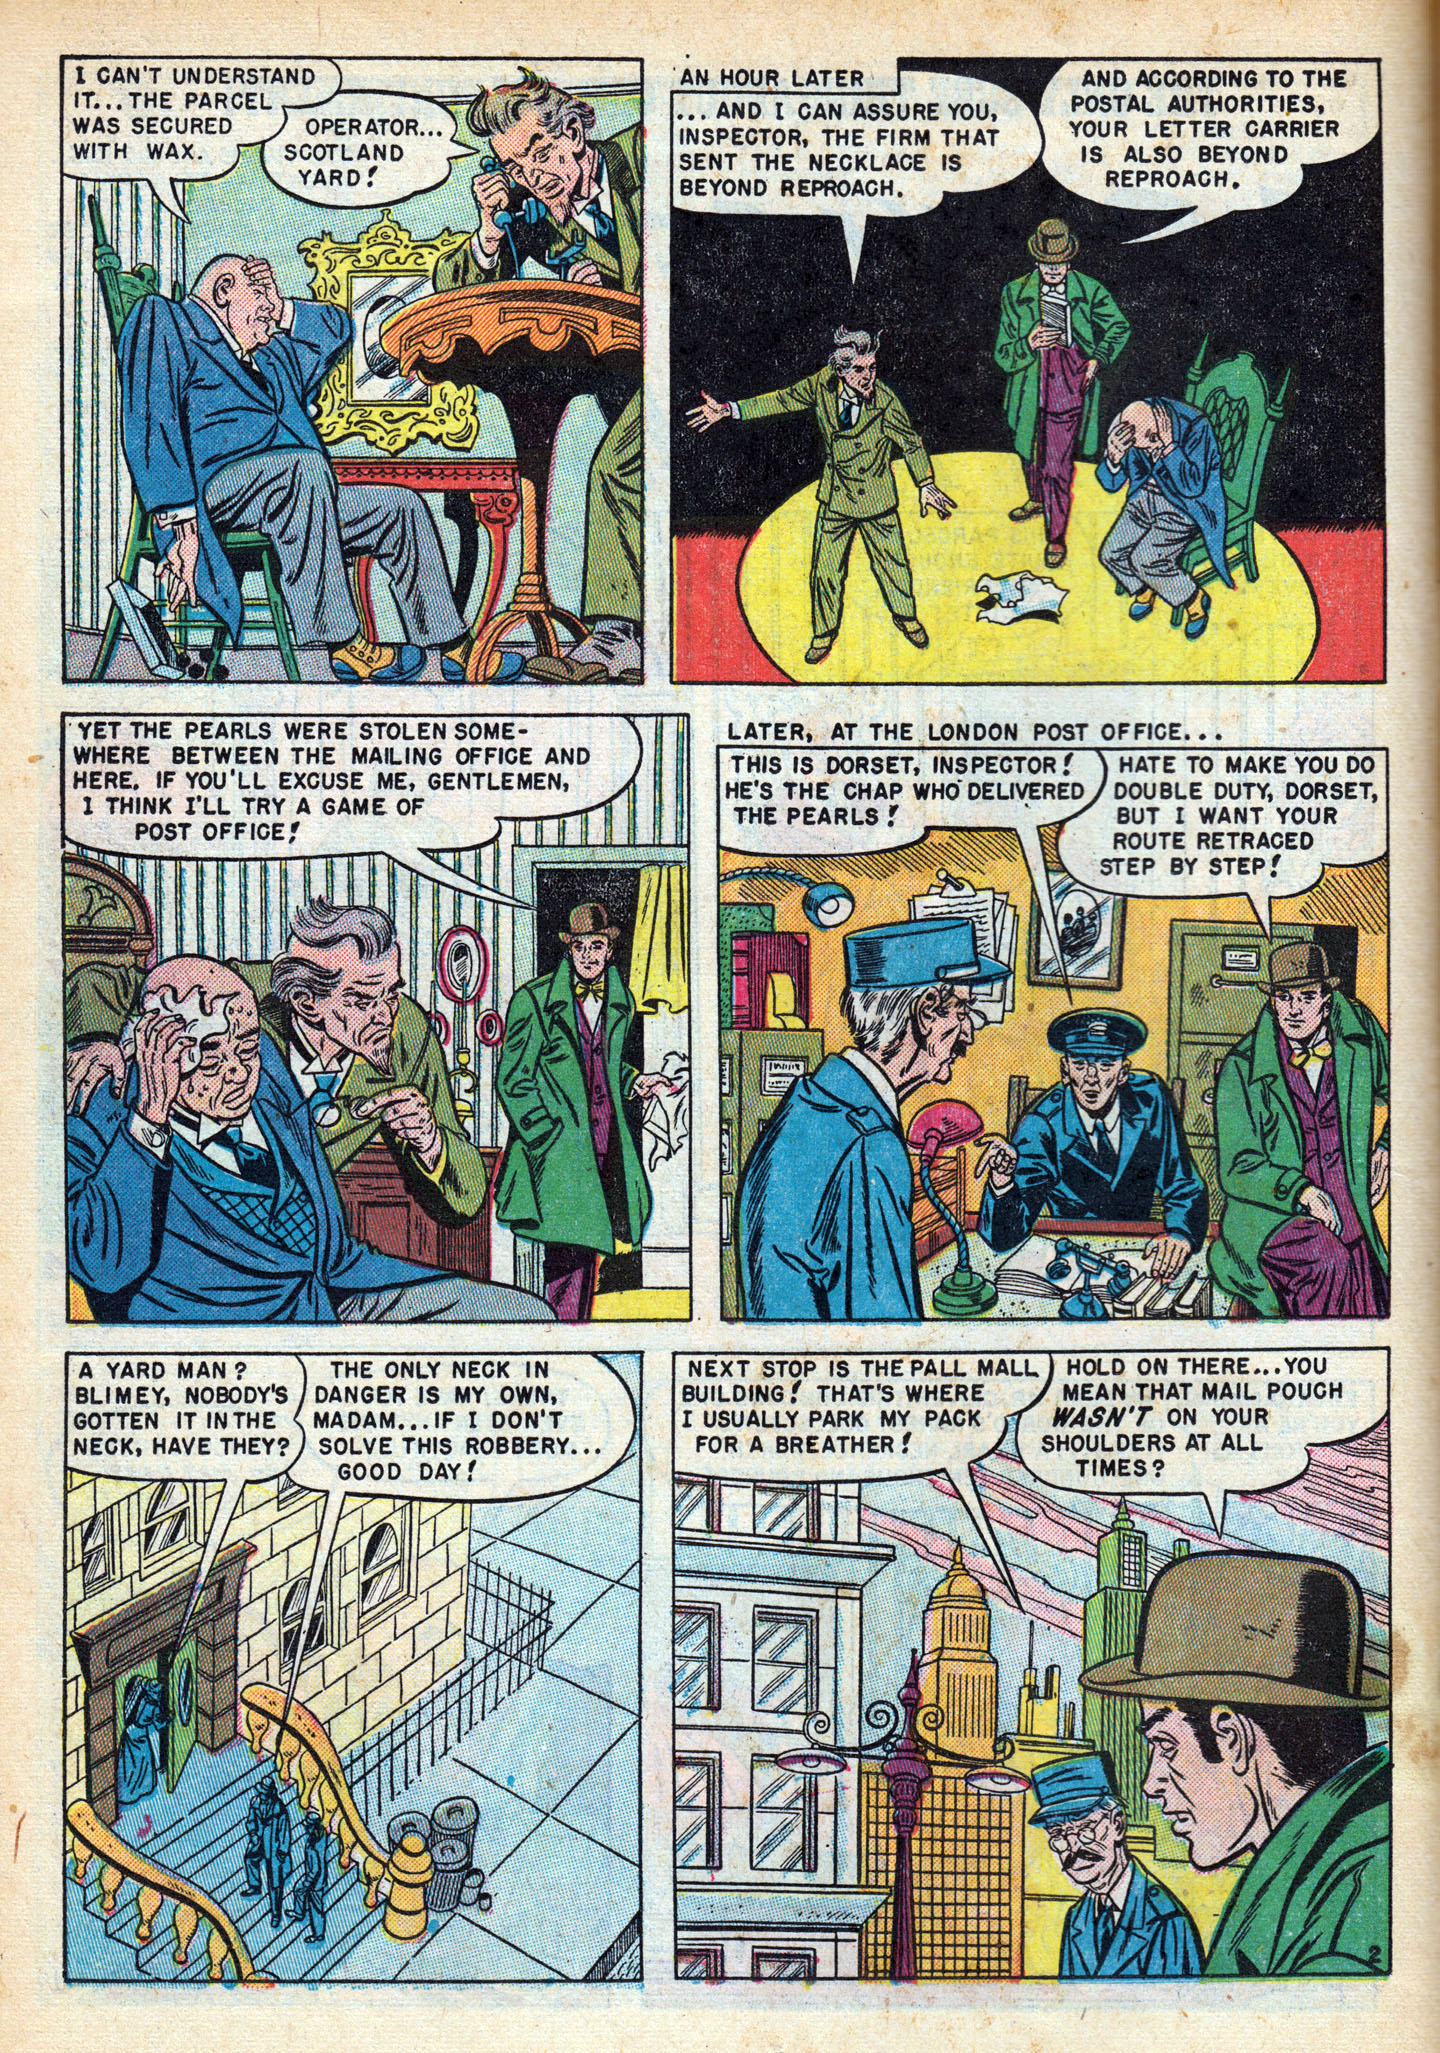 I CAN'T UNDERSTAND
IT...THE PARCEL
WAS SECURED
WITH WAX.
OPERATOR...
SCOTLAND
YARD!
AN HOUR LATER
...AND I CAN ASSURE YOU,
INSPECTOR, THE FIRM THAT
SENT THE NECKLACE IS
BEYOND REPROACH.
AND ACCORDING TO THE
POSTAL AUTHORITIES,
YOUR LETTER CARRIER
IS ALSO BEYOND
REPROACH.
YET THE PEARLS WERE STOLEN SOME-
WHERE BETWEEN THE MAILING OFFICE AND
HERE. IF YOU'LL EXCUSE ME, GENTLEMEN,
I THINK I'LL TRY A GAME OF
POST OFFICE!
LATER, AT THE LONDON POST OFFICE...
THIS IS DORSET, INSPECTOR!
HE'S THE CHAP WHO DELIVERED
THE PEARLS!
HATE TO MAKE YOU DO
DOUBLE DUTY, DORSET,
BUT I WANT YOUR
ROUTE RETRACED
STEP BY STEP!
A YARD MAN?
BLIMEY, NOBODY'S
GOTTEN IT IN THE
NECK, HAVE THEY?
THE ONLY NECK IN
DANGER IS MY OWN,
MADAM...IF I DON'T
SOLVE THIS ROBBERY...
GOOD DAY!
NEXT STOP IS THE PALL MALL
BUILDING! THAT'S WHERE
I USUALLY PARK MY PACK
FOR A BREATHER!
HOLD ON THERE...YOU
MEAN THAT MAIL POUCH
WASN'T ON YOUR
SHOULDERS AT ALL
TIMES?
2